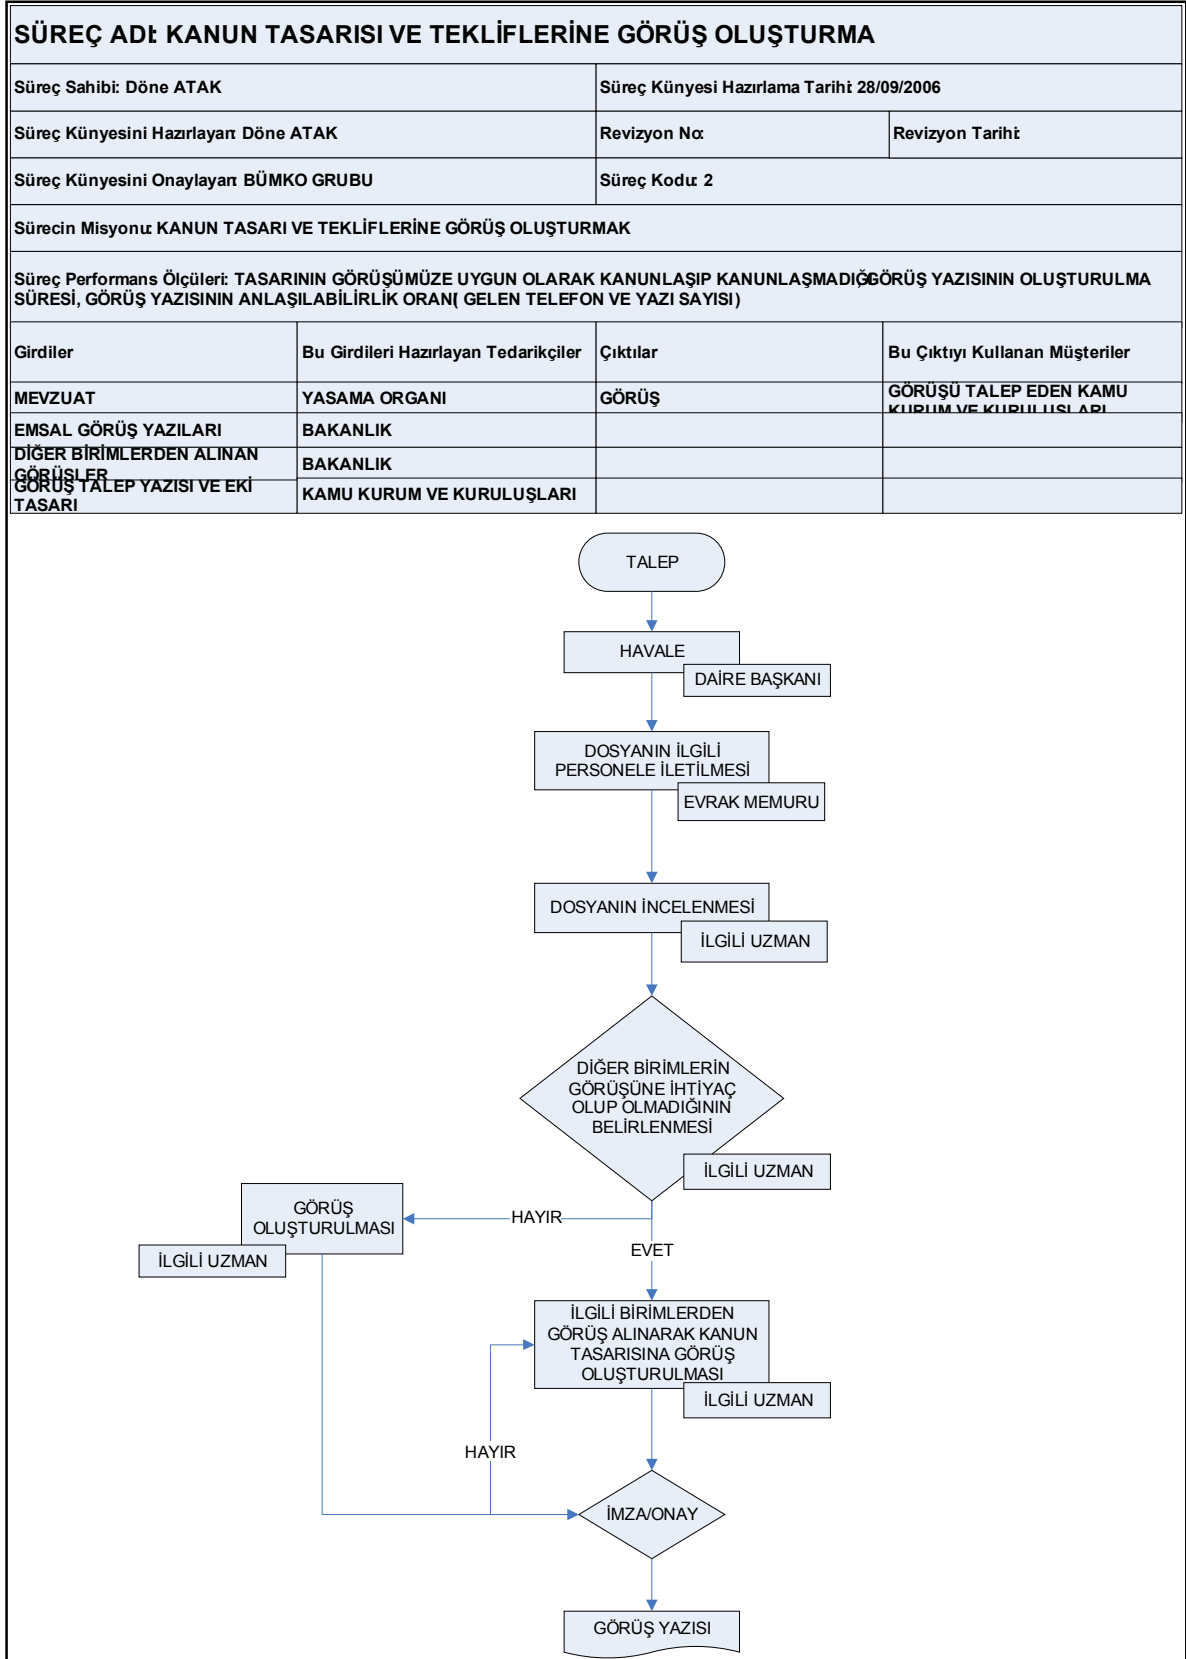 SÜREÇ ADI: KANUN TASARISI VE TEKLİFLERİNE GÖRÜŞ OLUŞTURMA
Süreç Sahibi: Döne ATAK
Süreç Künyesi Hazırlama Tarihi: 28/09/2006
Süreç Künyesini Hazırlayan: Döne ATAK
Revizyon No:
Revizyon Tarihi:
Süreç Künyesini Onaylayan: BÜMKO GRUBU
Süreç Kodu: 2
Sürecin Misyonu: KANUN TASARI VE TEKLİFLERİNE GÖRÜŞ OLUŞTURMAK
Süreç Performans Ölçüleri: TASARININ GÖRÜŞÜMÜZE UYGUN OLARAK KANUNLAŞIP KANUNLAŞMADIĞI, GÖRÜŞ YAZISININ OLUŞTURULMA
SÜRESİ, GÖRÜŞ YAZISININ ANLAŞILABİLİRLİK ORANI( GELEN TELEFON VE YAZI SAYISI)
Girdiler
Bu Girdileri Hazırlayan Tedarikçiler
Çıktılar
Bu Çıktıyı Kullanan Müşteriler
MEVZUAT
YASAMA ORGANI
GÖRÜŞ
GÖRÜŞÜ TALEP EDEN KAMU
KURUM VE KURULUŞLARI
EMSAL GÖRÜŞ YAZILARI
BAKANLIK
DİĞER BİRİMLERDEN ALINAN
GÖRÜŞLER
BAKANLIK
GÖRÜŞ TALEP YAZISI VE EKİ
TASARI
KAMU KURUM VE KURULUŞLARI
TALEP
HAVALE
DAİRE BAŞKANI
DOSYANIN İLGİLİ
PERSONELE İLETİLMESİ
EVRAK MEMURU
DOSYANIN İNCELENMESİ
İLGİLİ UZMAN
DİĞER BİRİMLERİN
GÖRÜŞÜNE İHTİYAÇ
OLUP OLMADIĞININ
BELİRLENMESİ
İLGİLİ UZMAN
GÖRÜŞ
OLUŞTURULMASI
İLGİLİ UZMAN
HAYIR
EVET
İLGİLİ BİRİMLERDEN
GÖRÜŞ ALINARAK KANUN
TASARISINA GÖRÜŞ
OLUŞTURULMASI
İLGİLİ UZMAN
HAYIR
İMZA/ONAY
GÖRÜŞ YAZISI